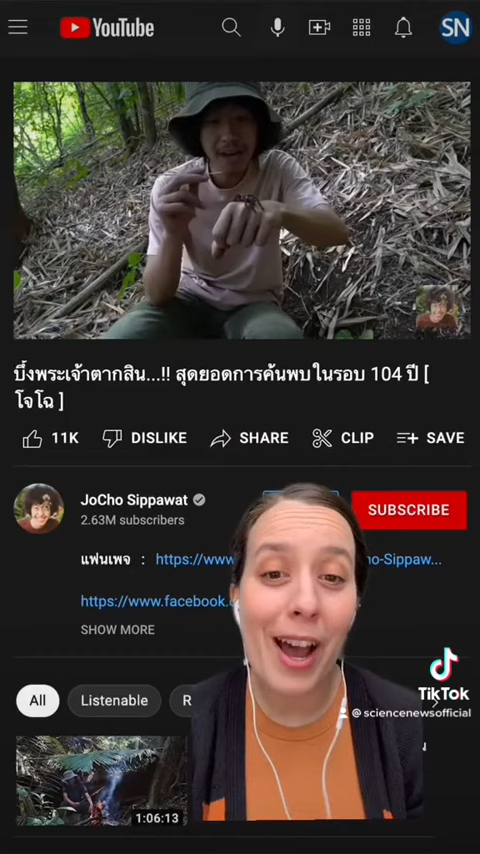 YouTube
SN
บึ้งพระเจ้าตากสิน...!! สุดยอดการค้นพบในรอบ 104 ปี [
โจโฉ ]
11K DISLIKE SHARE CLIP SAVE
JoCho Sippawat
2.63M subscribers
SUBSCRIBE
แฟนเพจ : https://www ho-Sippaw...
https://www.facebook.
SHOW MORE
All Listenable R
TikTok
@sciencenewsofficial
1:06:13